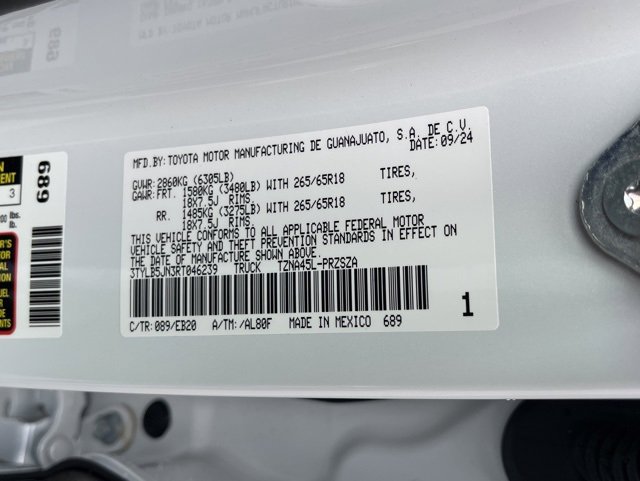 MFD.BY: TOYOTA MOTOR MANUFACTURING DE GUANAJUATO, S.A. DE C.V.
DATE: 09/24
GVWR: 2860KG (6305LB)
GAWR: FRT. 1580KG (3480LB) WITH 265/65R18 TIRES,
18X7.5J RIMS
RR. 1485KG (3275LB) WITH 265/65R18 TIRES,
18X7.5J RIMS
THIS VEHICLE CONFORMS TO ALL APPLICABLE FEDERAL MOTOR
VEHICLE SAFETY AND THEFT PREVENTION STANDARDS IN EFFECT ON
THE DATE OF MANUFACTURE SHOWN ABOVE.
3TYLB5JN3RT046239 TRUCK TZNA45L-PRZSZA
1
C/TR: 089/EB20 A/TM: /AL80F MADE IN MEXICO 689
689
3
lbs.
lb.